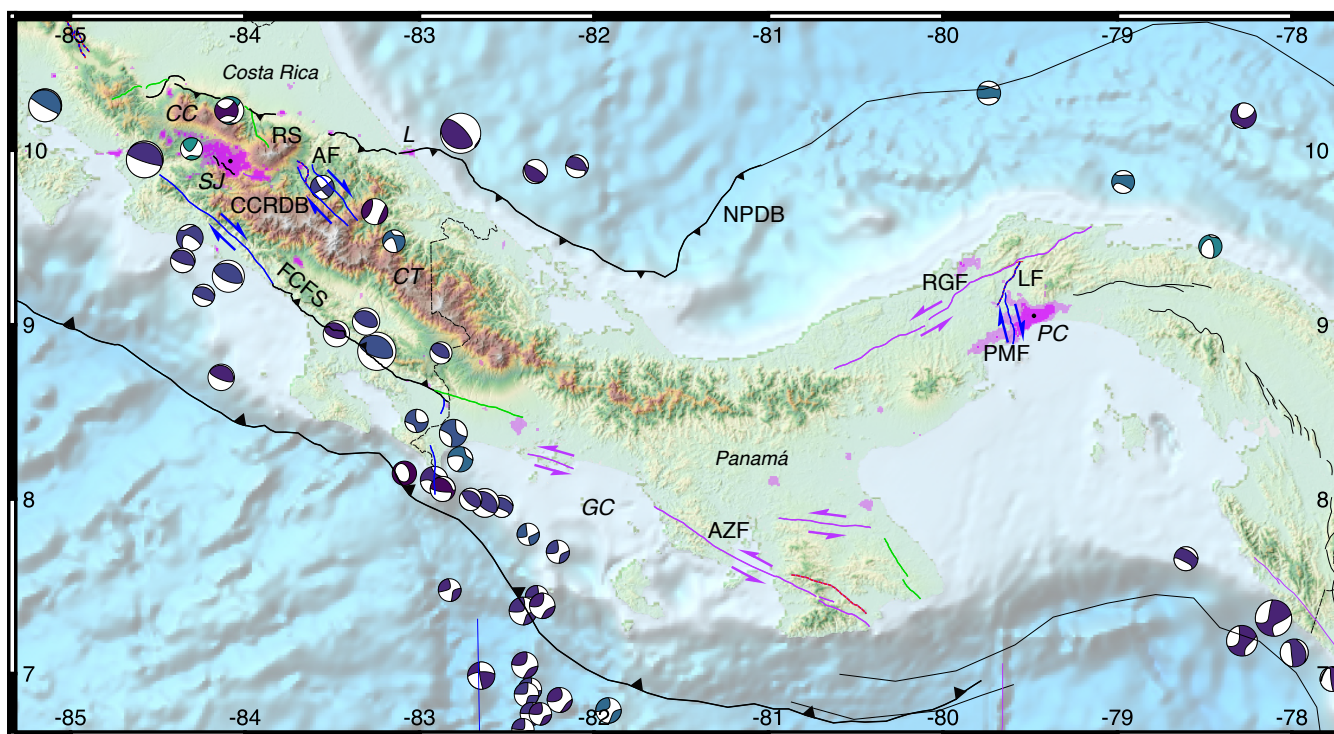 -85 -84 -83 -82 -81 -80 -79 -78
Costa Rica
CC
RS
L
10
10
AF
SJ
CCRDB
NPDB
CT
FCFS
RGF
LF
9
9
PC
PMF
Panamá
8
8
GC
AZF
7
7
-85 -84 -83 -82 -81 -80 -79 -78